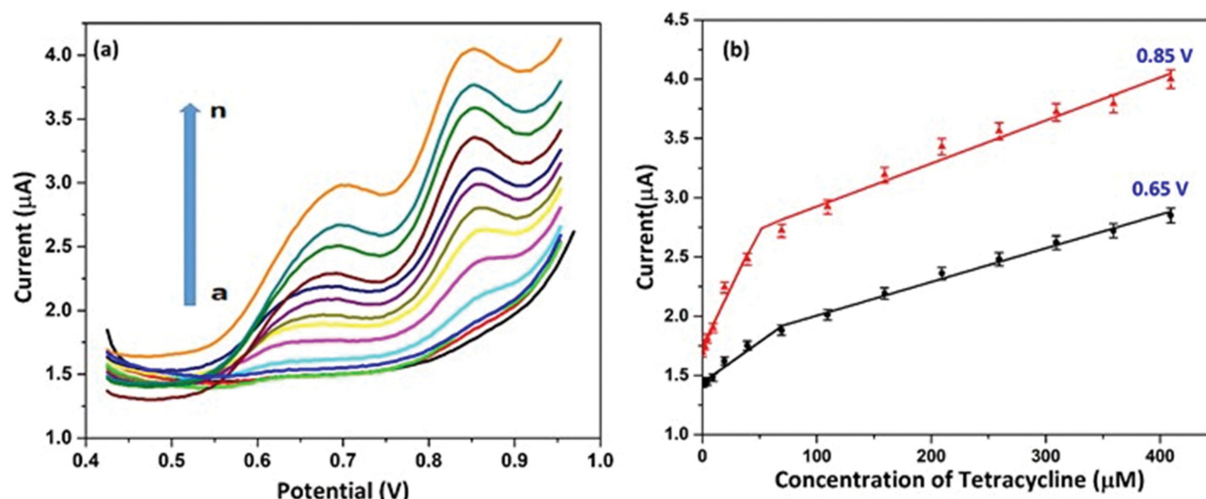 (a)
n
a
Current (μA)
4.0
3.5
3.0
2.5
2.0
1.5
1.0
0.4 0.5 0.6 0.7 0.8 0.9 1.0
Potential (V)
(b)
0.85 V
0.65 V
Current(μA)
4.5
4.0
3.5
3.0
2.5
2.0
1.5
1.0
0 100 200 300 400
Concentration of Tetracycline (μM)